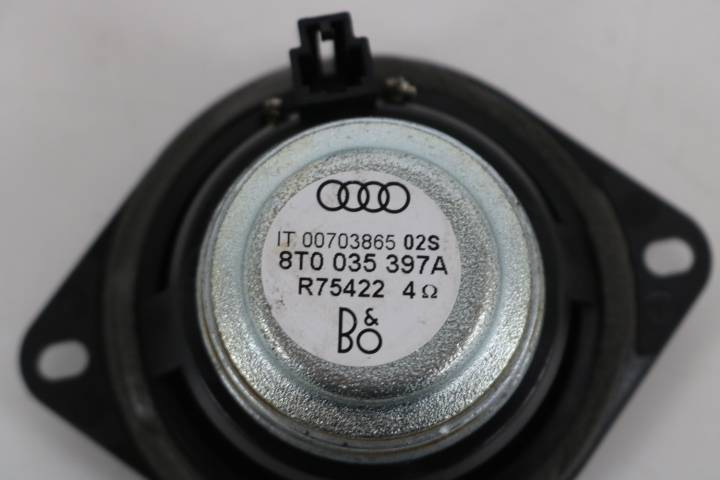 IT 00703865 02S
8T0 035 397A
R75422 4Ω
B&O